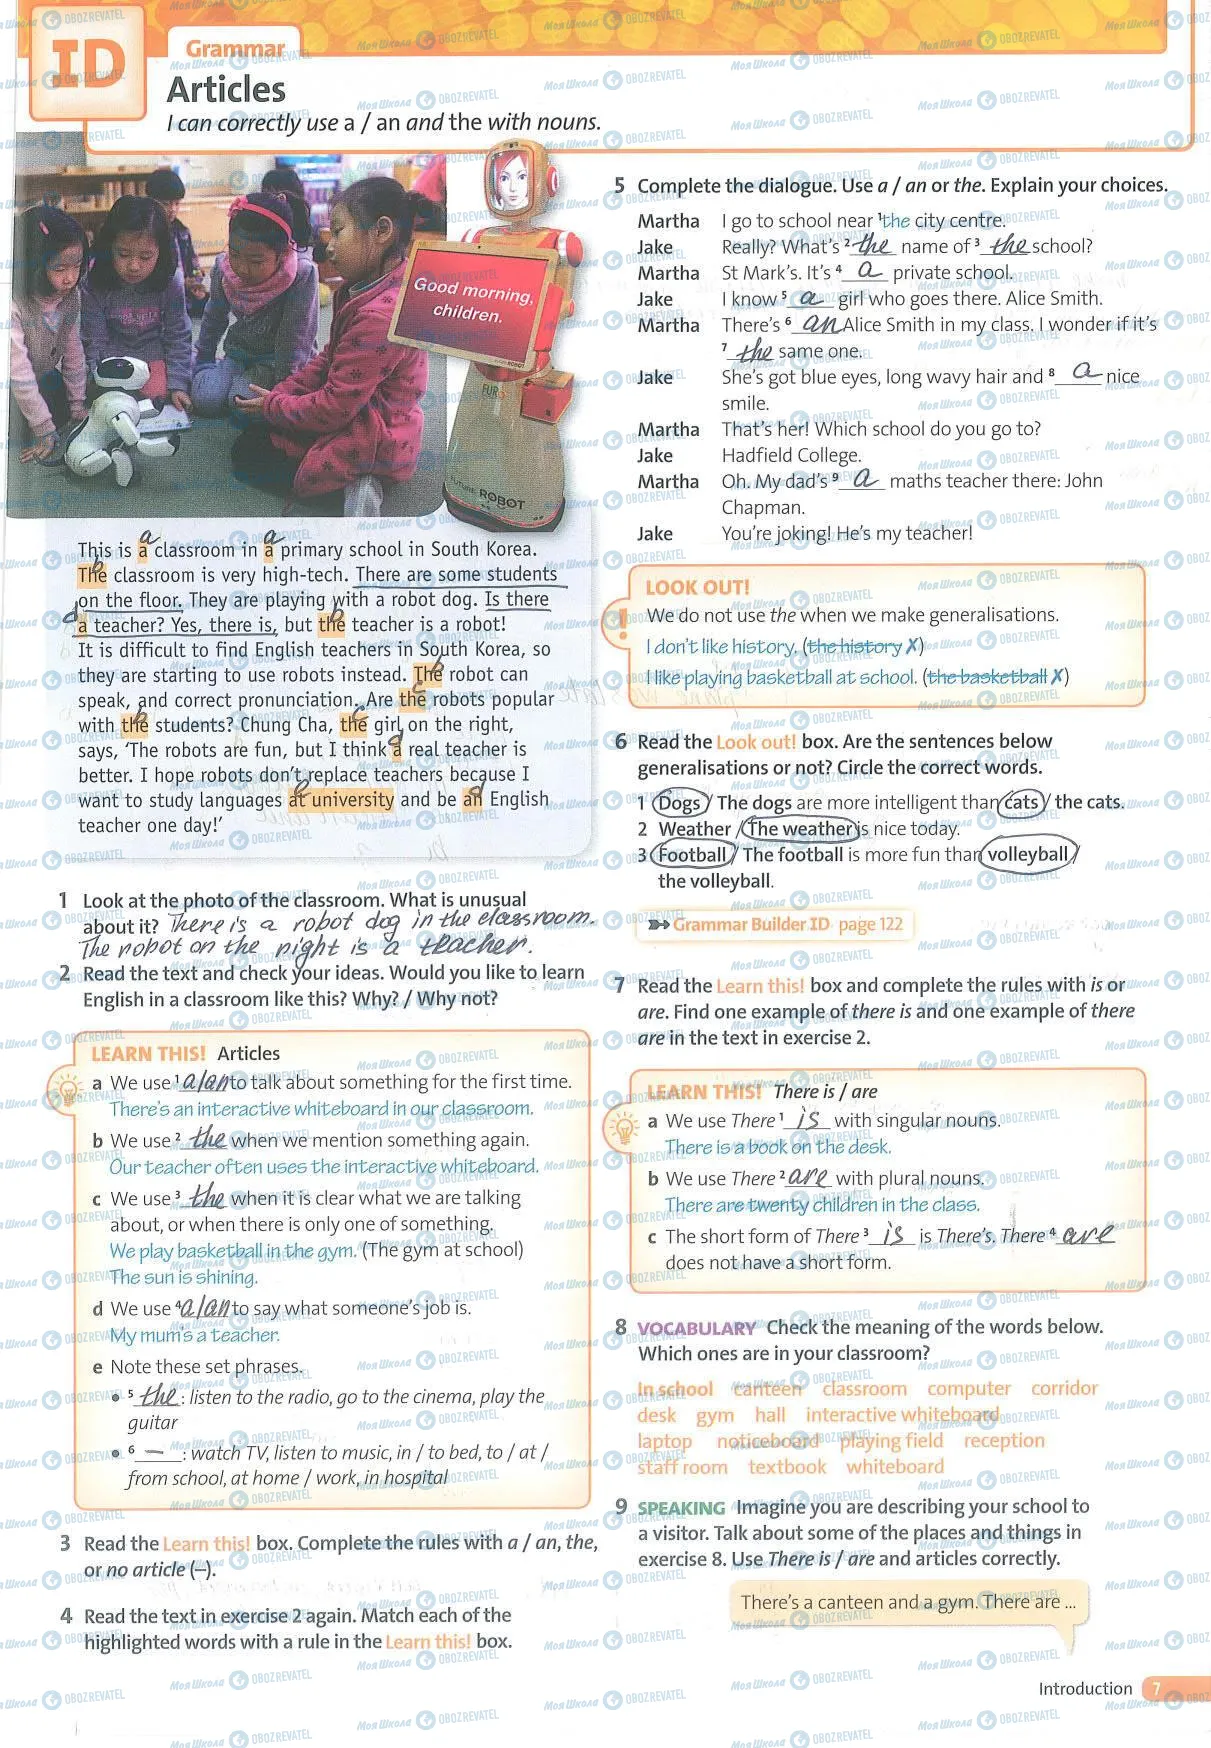 ID
Grammar
Articles
I can correctly use a / an and the with nouns.
Good morning, children.
FURO
FUTURE ROBOT
This is a classroom in a primary school in South Korea.
The classroom is very high-tech. There are some students
on the floor. They are playing with a robot dog. Is there
a teacher? Yes, there is, but the teacher is a robot!
It is difficult to find English teachers in South Korea, so
they are starting to use robots instead. The robot can
speak, and correct pronunciation. Are the robots popular
with the students? Chung Cha, the girl on the right,
says, ‘The robots are fun, but I think a real teacher is
better. I hope robots don’t replace teachers because I
want to study languages at university and be an English
teacher one day!’
1 Look at the photo of the classroom. What is unusual
about it? There is a robot dog in the classroom.
The robot on the right is a teacher.
2 Read the text and check your ideas. Would you like to learn
English in a classroom like this? Why? / Why not?
LEARN THIS! Articles
a We use ¹ a/an to talk about something for the first time.
There’s an interactive whiteboard in our classroom.
b We use ² the when we mention something again.
Our teacher often uses the interactive whiteboard.
c We use ³ the when it is clear what we are talking
about, or when there is only one of something.
We play basketball in the gym. (The gym at school)
The sun is shining.
d We use ⁴ a/an to say what someone’s job is.
My mum’s a teacher.
e Note these set phrases.
• ⁵ the : listen to the radio, go to the cinema, play the
guitar
• ⁶ — : watch TV, listen to music, in / to bed, to / at /
from school, at home / work, in hospital
3 Read the Learn this! box. Complete the rules with a / an, the,
or no article (–).
4 Read the text in exercise 2 again. Match each of the
highlighted words with a rule in the Learn this! box.
5 Complete the dialogue. Use a / an or the. Explain your choices.
Martha I go to school near ¹the city centre.
Jake Really? What’s ² the name of ³ the school?
Martha St Mark’s. It’s ⁴ a private school.
Jake I know ⁵ a girl who goes there. Alice Smith.
Martha There’s ⁶ an Alice Smith in my class. I wonder if it’s
⁷ the same one.
Jake She’s got blue eyes, long wavy hair and ⁸ a nice
smile.
Martha That’s her! Which school do you go to?
Jake Hadfield College.
Martha Oh. My dad’s ⁹ a maths teacher there: John
Chapman.
Jake You’re joking! He’s my teacher!
LOOK OUT!
We do not use the when we make generalisations.
I don’t like history. (the history ✗)
I like playing basketball at school. (the basketball ✗)
6 Read the Look out! box. Are the sentences below
generalisations or not? Circle the correct words.
1 Dogs / The dogs are more intelligent than cats / the cats.
2 Weather / The weather is nice today.
3 Football / The football is more fun than volleyball /
the volleyball.
Grammar Builder ID page 122
7 Read the Learn this! box and complete the rules with is or
are. Find one example of there is and one example of there
are in the text in exercise 2.
LEARN THIS! There is / are
a We use There ¹ is with singular nouns.
There is a book on the desk.
b We use There ² are with plural nouns.
There are twenty children in the class.
c The short form of There ³ is is There’s. There ⁴ are
does not have a short form.
8 VOCABULARY Check the meaning of the words below.
Which ones are in your classroom?
In school canteen classroom computer corridor
desk gym hall interactive whiteboard
laptop noticeboard playing field reception
staff room textbook whiteboard
9 SPEAKING Imagine you are describing your school to
a visitor. Talk about some of the places and things in
exercise 8. Use There is / are and articles correctly.
There’s a canteen and a gym. There are ...
Introduction 7
Моя Школа OBOZREVATEL